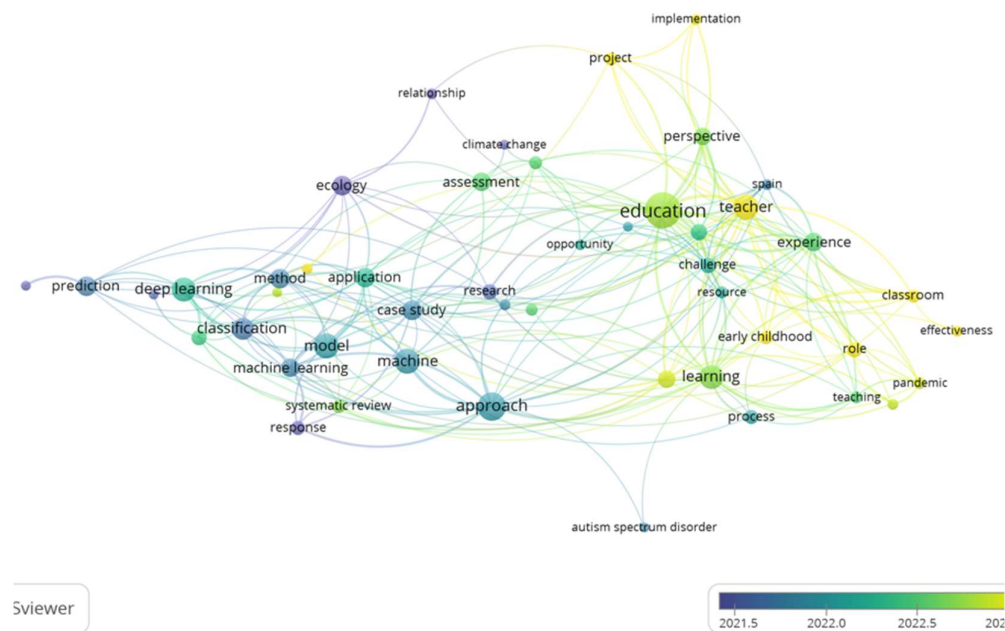 implementation
project
relationship
perspective
climate change
assessment
spain
ecology
education
teacher
opportunity
experience
challenge
method
application
prediction
deep learning
research
resource
classroom
case study
classification
effectiveness
early childhood
model
role
machine
machine learning
learning
pandemic
teaching
systematic review
approach
process
response
autism spectrum disorder
Sviewer
2021.5
2022.0
2022.5